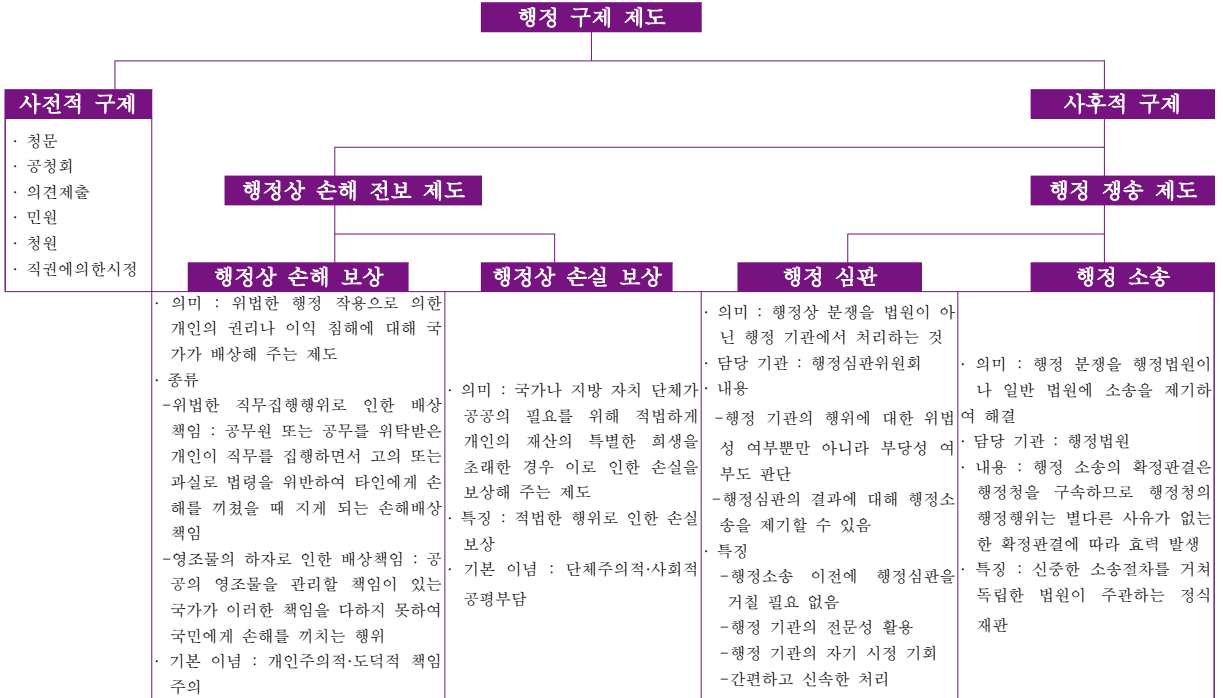 행정 구제 제도
사전적 구제
· 청문
· 공청회
· 의견제출
· 민원
· 청원
· 직권에의한시정
사후적 구제
행정상 손해 전보 제도
행정 쟁송 제도
행정상 손해 보상
· 의미 : 위법한 행정 작용으로 의한
개인의 권리나 이익 침해에 대해 국
가가 배상해 주는 제도
· 종류
-위법한 직무집행행위로 인한 배상
책임 : 공무원 또는 공무를 위탁받은
개인이 직무를 집행하면서 고의 또는
과실로 법령을 위반하여 타인에게 손
해를 끼쳤을 때 지게 되는 손해배상
책임
-영조물의 하자로 인한 배상책임 : 공
공의 영조물을 관리할 책임이 있는
국가가 이러한 책임을 다하지 못하여
국민에게 손해를 끼치는 행위
· 기본 이념 : 개인주의적·도덕적 책임
주의
행정상 손실 보상
· 의미 : 국가나 지방 자치 단체가
공공의 필요를 위해 적법하게
개인의 재산의 특별한 희생을
초래한 경우 이로 인한 손실을
보상해 주는 제도
· 특징 : 적법한 행위로 인한 손실
보상
· 기본 이념 : 단체주의적·사회적
공평부담
행정 심판
· 의미 : 행정상 분쟁을 법원이 아
닌 행정 기관에서 처리하는 것
· 담당 기관 : 행정심판위원회
· 내용
-행정 기관의 행위에 대한 위법
성 여부뿐만 아니라 부당성 여
부도 판단
-행정심판의 결과에 대해 행정소
송을 제기할 수 있음
· 특징
-행정소송 이전에 행정심판을
거칠 필요 없음
-행정 기관의 전문성 활용
-행정 기관의 자기 시정 기회
-간편하고 신속한 처리
행정 소송
· 의미 : 행정 분쟁을 행정법원이
나 일반 법원에 소송을 제기하
여 해결
· 담당 기관 : 행정법원
· 내용 : 행정 소송의 확정판결은
행정청을 구속하므로 행정청의
행정행위는 별다른 사유가 없는
한 확정판결에 따라 효력 발생
· 특징 : 신중한 소송절차를 거쳐
독립한 법원이 주관하는 정식
재판